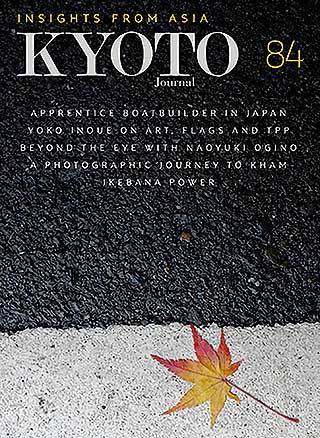 INSIGHTS FROM ASIA
KYOTO 84
Journal
APPRENTICE BOATBUILDER IN JAPAN
YOKO INOUE ON ART, FLAGS AND TPP
BEYOND THE EYE WITH NAOYUKI OGINO
A PHOTOGRAPHIC JOURNEY TO KHAM
IKEBANA POWER . . .